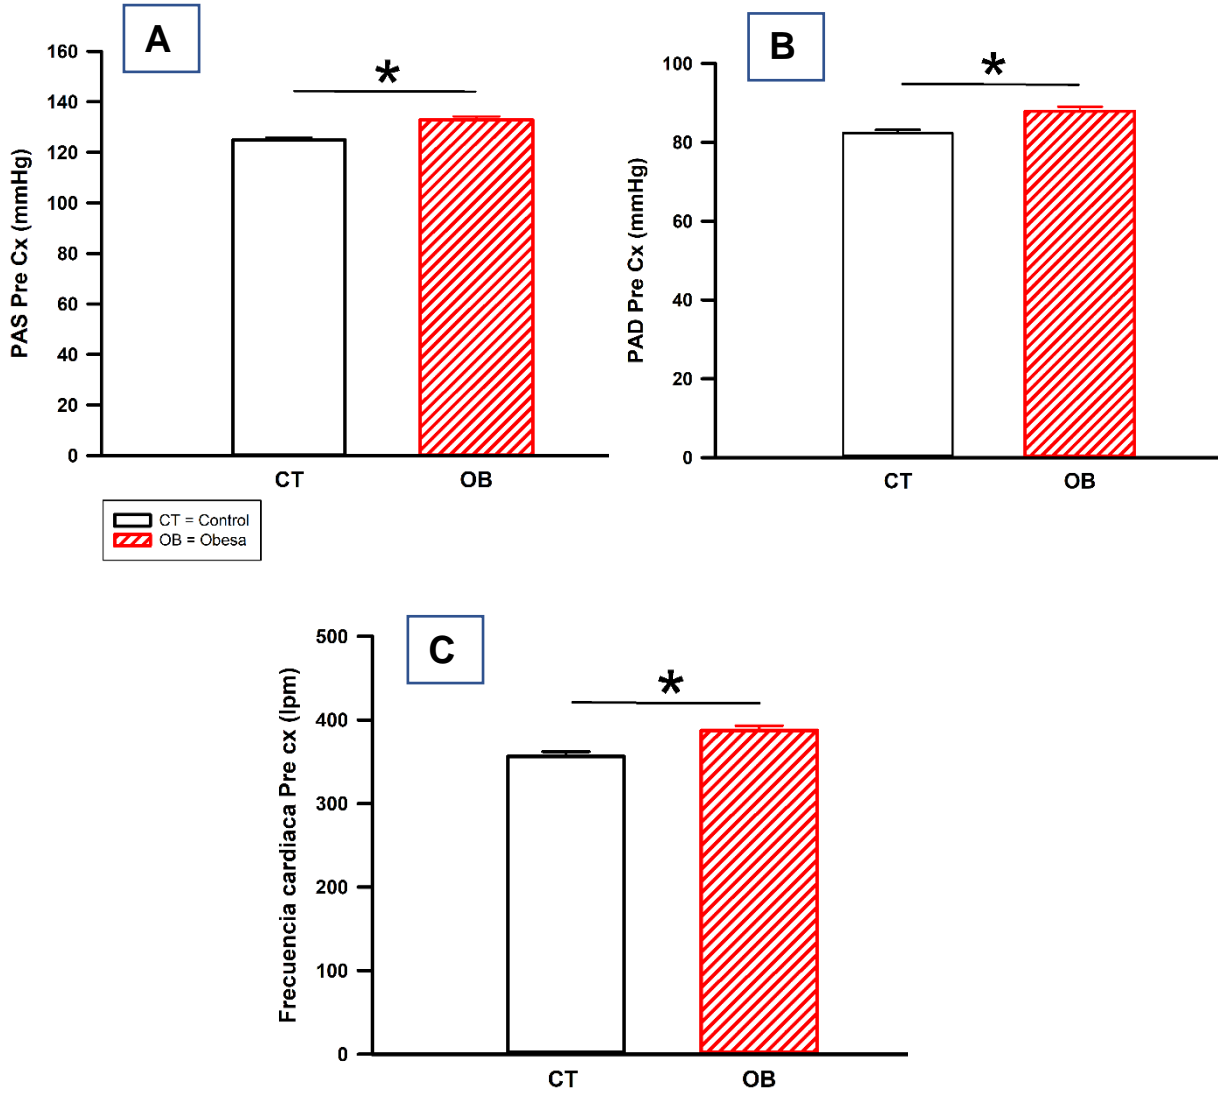 A
*
PAS Pre Cx (mmHg)
160
140
120
100
80
60
40
20
0
CT
OB
CT = Control
OB = Obesa
B
*
PAD Pre Cx (mmHg)
100
80
60
40
20
0
CT
OB
C
*
Frecuencia cardiaca Pre cx (lpm)
500
400
300
200
100
0
CT
OB